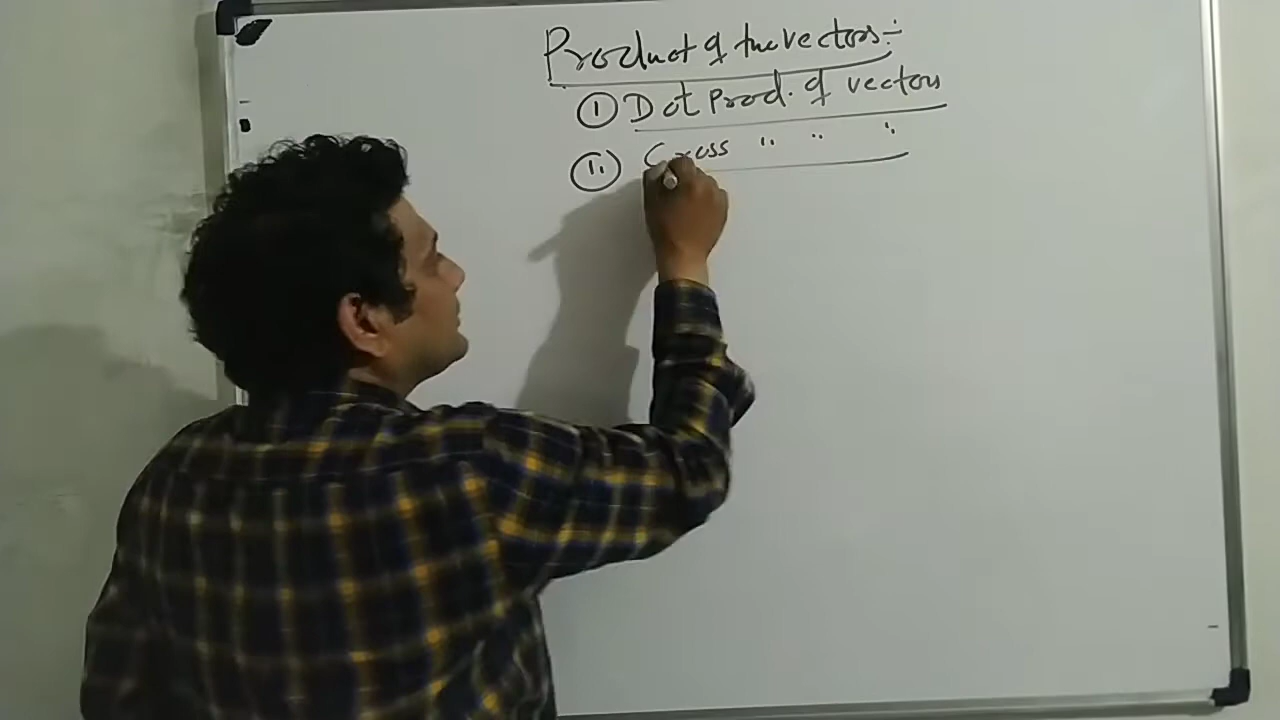 Product of two vectors:-
(i) Dot Prod. of vectors
(ii) Cross " " "